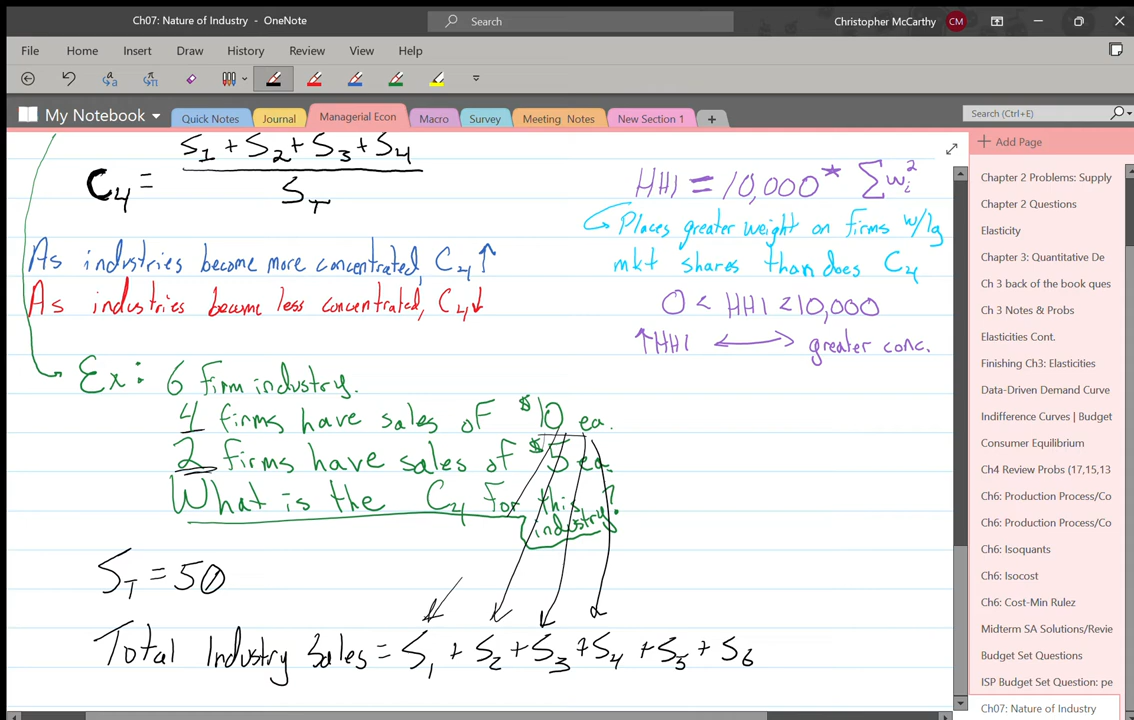 Ch07: Nature of Industry - OneNote
Search
Christopher McCarthy
CM
File Home Insert Draw History Review View Help
My Notebook
Quick Notes
Journal
Managerial Econ
Macro
Survey
Meeting Notes
New Section 1
Search (Ctrl+E)
C4 = S1 + S2 + S3 + S4
ST
As industries become more concentrated, C4 ↑
As industries become less concentrated, C4 ↓
HHI = 10,000 * Σwi²
Places greater weight on firms w/lg
mkt shares than does C4
0 < HHI < 10,000
↑HHI ⟷ greater conc.
Ex: 6 firm industry.
4 firms have sales of $10 ea.
2 firms have sales of $5 ea.
What is the C4 for this
industry?
ST = 50
Total Industry Sales = S1 + S2 + S3 + S4 + S5 + S6
Add Page
Chapter 2 Problems: Supply
Chapter 2 Questions
Elasticity
Chapter 3: Quantitative De
Ch 3 back of the book ques
Ch 3 Notes & Probs
Elasticities Cont.
Finishing Ch3: Elasticities
Data-Driven Demand Curve
Indifference Curves | Budget
Consumer Equilibrium
Ch4 Review Probs (17,15,13
Ch6: Production Process/Co
Ch6: Production Process/Co
Ch6: Isoquants
Ch6: Isocost
Ch6: Cost-Min Rulez
Midterm SA Solutions/Revie
Budget Set Questions
ISP Budget Set Question: pe
Ch07: Nature of Industry